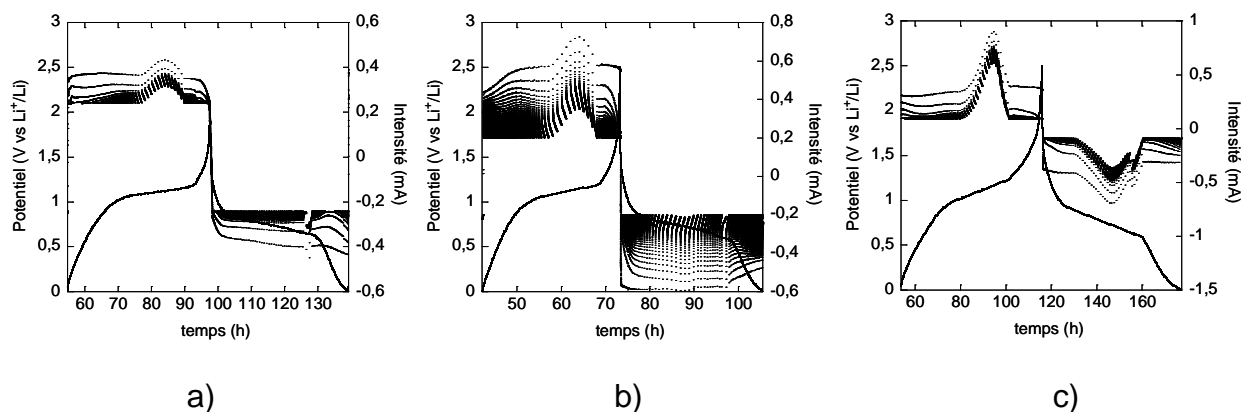 3
2,5
2
1,5
1
0,5
0
Potentiel (V vs Li+/Li)
60 70 80 90 100 110 120 130
temps (h)
0,6
0,4
0,2
0
-0,2
-0,4
-0,6
Intensité (mA)
a)
3
2,5
2
1,5
1
0,5
0
Potentiel (V vs Li+/Li)
50 60 70 80 90 100
temps (h)
0,8
0,6
0,4
0,2
0
-0,2
-0,4
-0,6
Intensité (mA)
b)
3
2,5
2
1,5
1
0,5
0
Potentiel (V vs Li+/Li)
60 80 100 120 140 160
temps (h)
1
0,5
0
-0,5
-1
-1,5
Intensité (mA)
c)